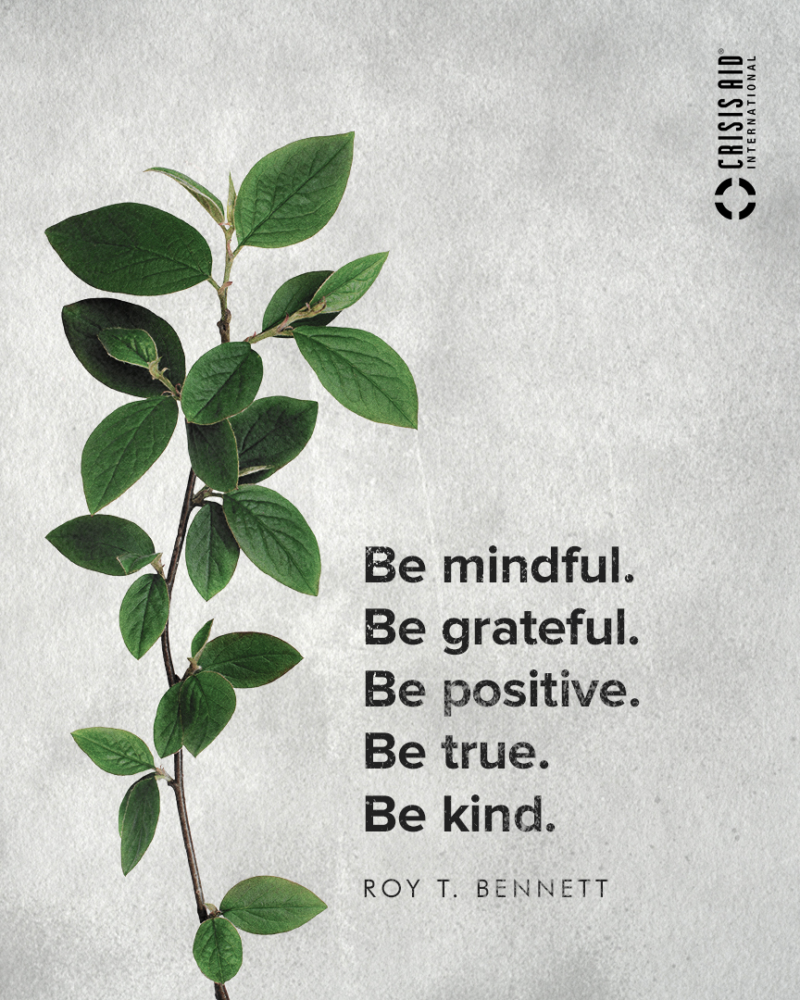 CRISIS AID®
INTERNATIONAL
Be mindful.
Be grateful.
Be positive.
Be true.
Be kind.
ROY T. BENNETT